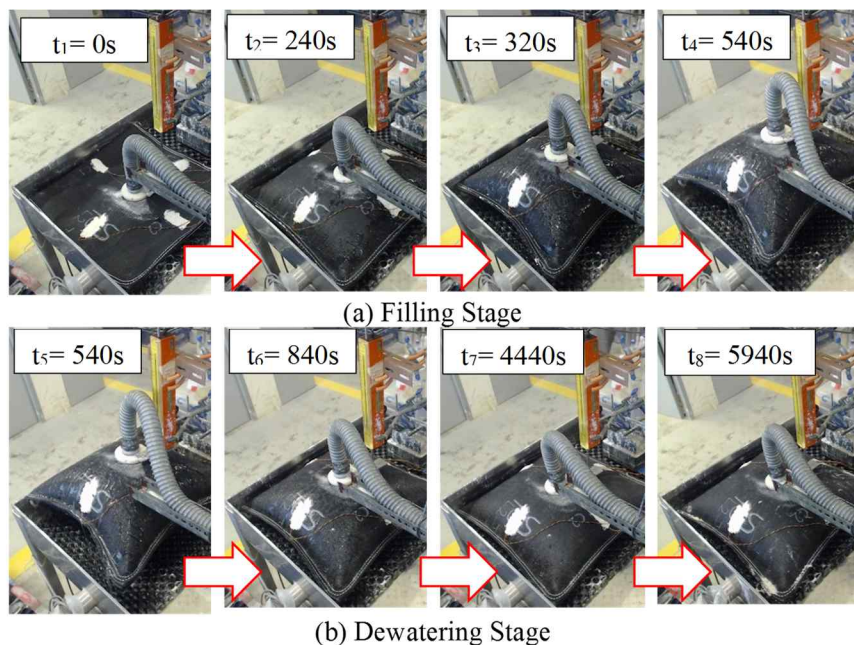 t₁= 0s
t₂= 240s
t₃= 320s
t₄= 540s
(a) Filling Stage
t₅= 540s
t₆= 840s
t₇= 4440s
t₈= 5940s
(b) Dewatering Stage